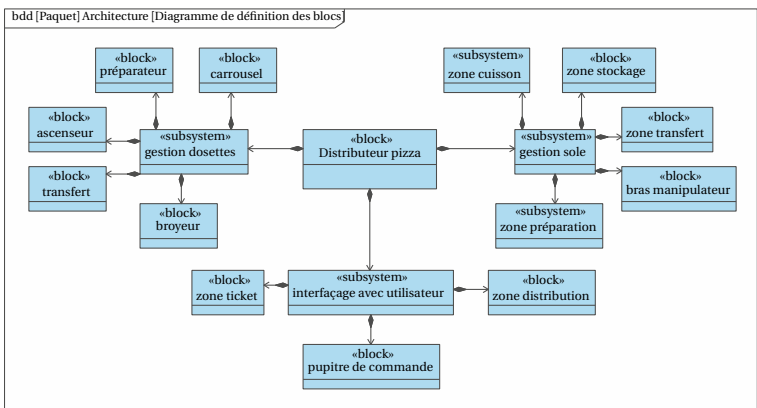 bdd [Paquet] Architecture [Diagramme de définition des blocs]
«block»
préparateur
«block»
carrousel
«subsystem»
zone cuisson
«block»
zone stockage
«block»
ascenseur
«subsystem»
gestion dosettes
«block»
Distributeur pizza
«subsystem»
gestion sole
«block»
zone transfert
«block»
transfert
«block»
bras manipulateur
«block»
broyeur
«subsystem»
zone préparation
«block»
zone ticket
«subsystem»
interfaçage avec utilisateur
«block»
zone distribution
«block»
pupitre de commande